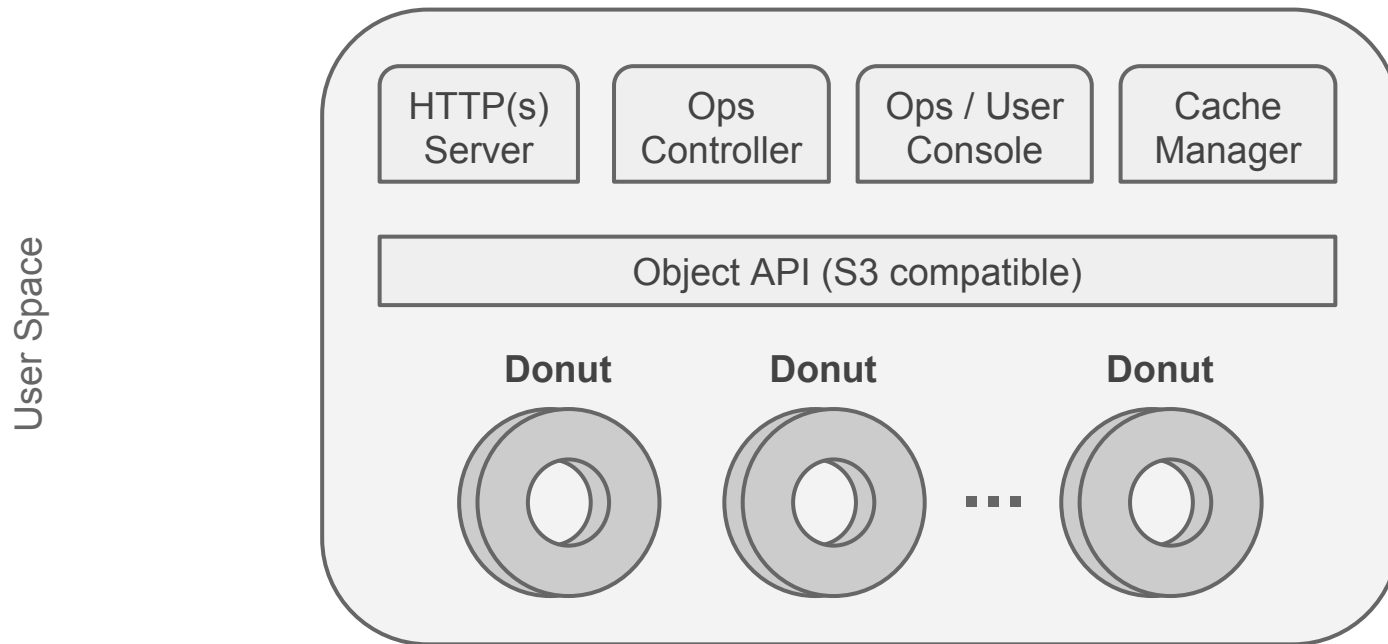 HTTP(s)
Server
Ops
Controller
Ops / User
Console
Cache
Manager
User Space
Object API (S3 compatible)
Donut
Donut
Donut